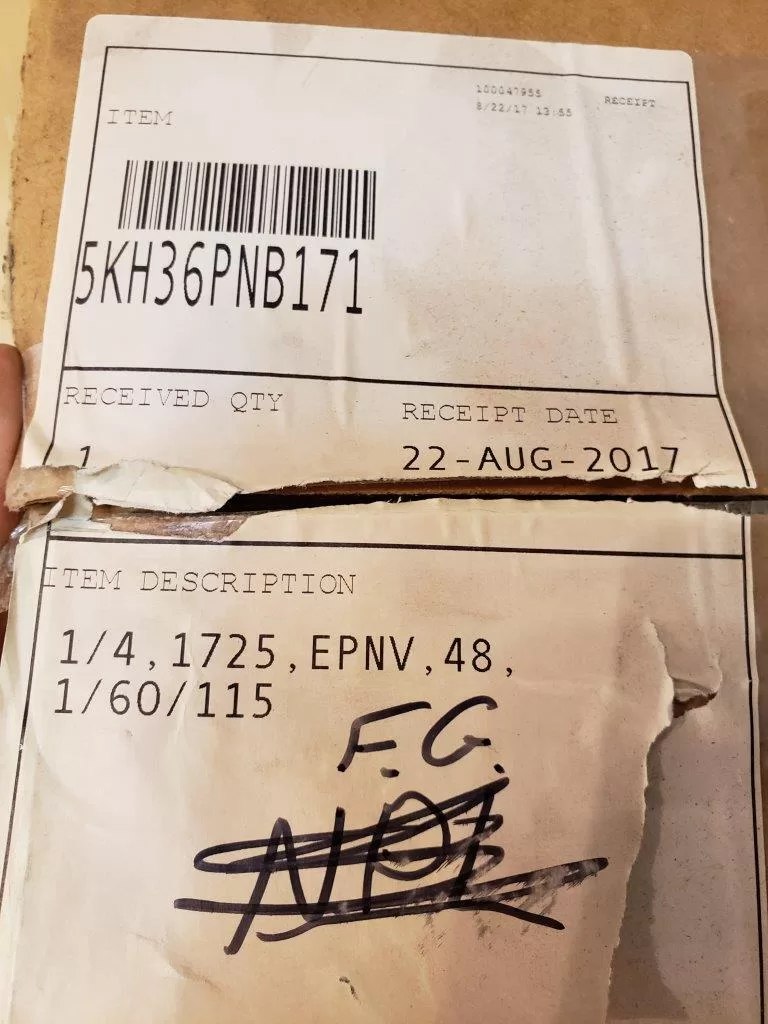 100047955
8/22/17 13:55
RECEIPT
ITEM
5KH36PNB171
RECEIVED QTY
RECEIPT DATE
1
22-AUG-2017
ITEM DESCRIPTION
1/4,1725,EPNV,48,
1/60/115
F.G.